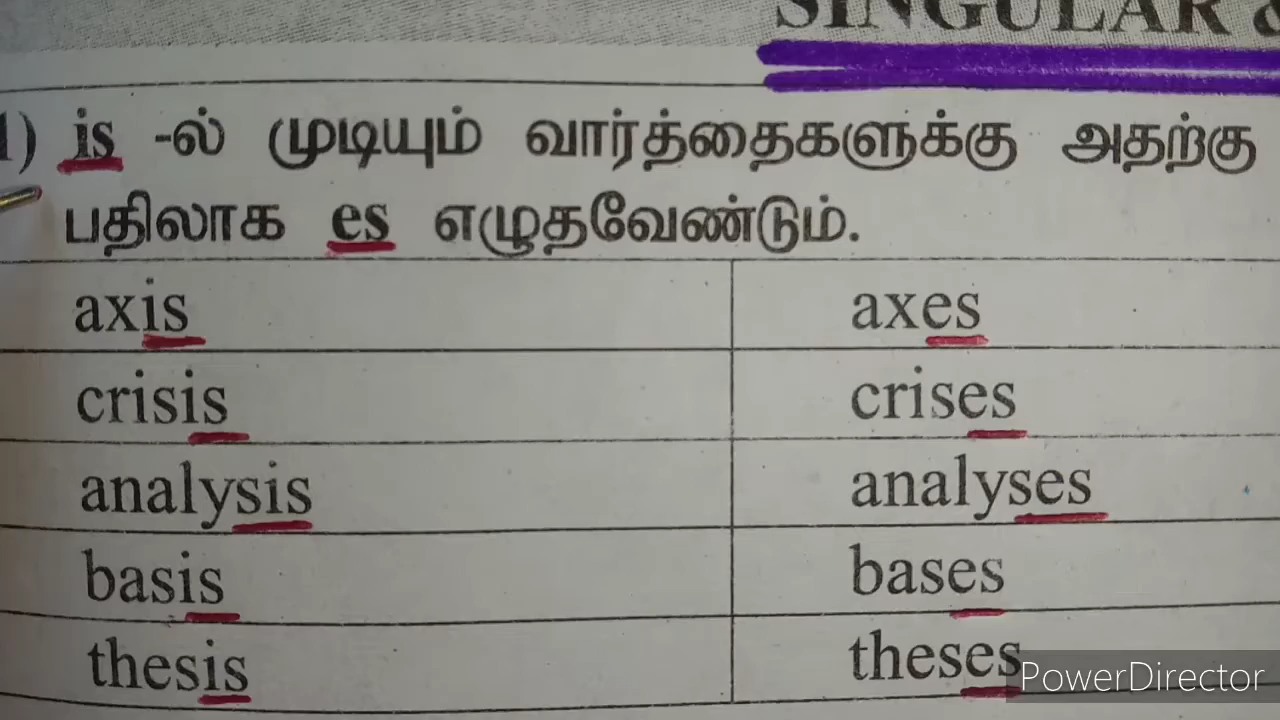 SINGULAR &
1) is -ல் முடியும் வார்த்தைகளுக்கு அதற்கு
பதிலாக es எழுதவேண்டும்.
axis axes
crisis crises
analysis analyses
basis bases
thesis theses
PowerDirector